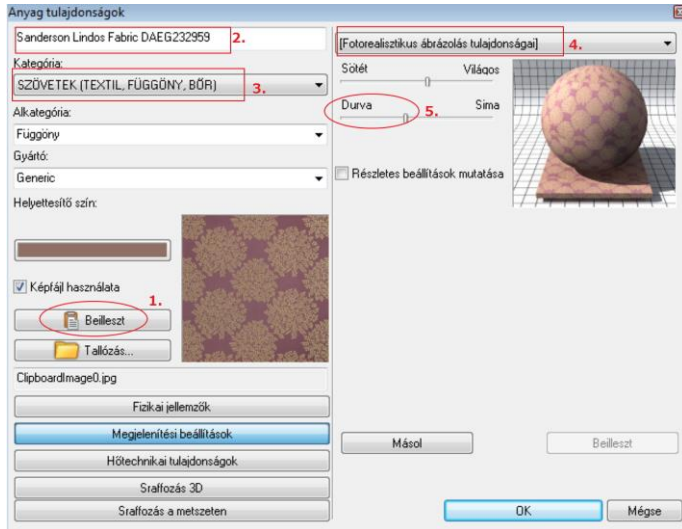 Anyag tulajdonságok
Sanderson Lindos Fabric DAEG232959
2.
Kategória:
SZÖVETEK (TEXTIL, FÜGGÖNY, BŐR)
3.
Alkategória:
Függöny
Gyártó:
Generic
Helyettesítő szín:
Képfájl használata
1.
Beilleszt
Tallózás...
ClipboardImage0.jpg
Fizikai jellemzők
Megjelenítési beállítások
Hőtechnikai tulajdonságok
Sraffozás 3D
Sraffozás a metszeten
[Fotorealisztikus ábrázolás tulajdonságai]
4.
Sötét Világos
Durva 5. Sima
Részletes beállítások mutatása
Másol Beilleszt
OK Mégse